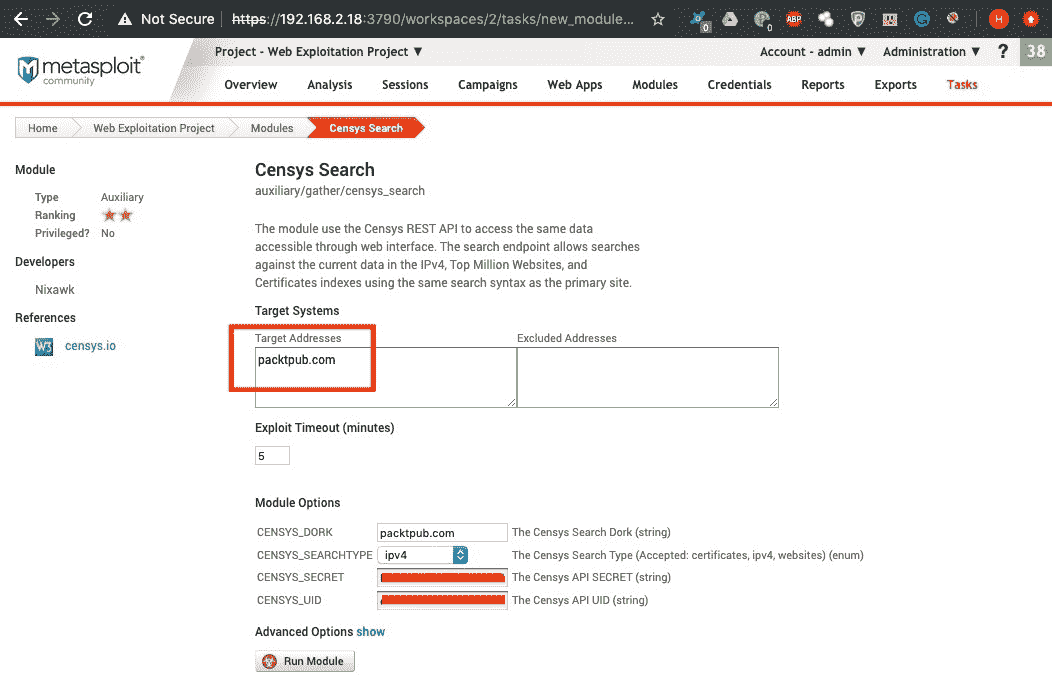 Not Secure https://192.168.2.18:3790/workspaces/2/tasks/new_module... 0 0 ABP H
metasploit community
Project - Web Exploitation Project ▼ Account - admin ▼ Administration ▼ ? 38
Overview Analysis Sessions Campaigns Web Apps Modules Credentials Reports Exports Tasks
Home Web Exploitation Project Modules Censys Search
Module
Type Auxiliary
Ranking
Privileged? No
Developers
Nixawk
References
W3 censys.io
Censys Search
auxiliary/gather/censys_search
The module use the Censys REST API to access the same data
accessible through web interface. The search endpoint allows searches
against the current data in the IPv4, Top Million Websites, and
Certificates indexes using the same search syntax as the primary site.
Target Systems
Target Addresses Excluded Addresses
packtpub.com
Exploit Timeout (minutes)
5
Module Options
CENSYS_DORK packtpub.com The Censys Search Dork (string)
CENSYS_SEARCHTYPE ipv4 The Censys Search Type (Accepted: certificates, ipv4, websites) (enum)
CENSYS_SECRET The Censys API SECRET (string)
CENSYS_UID The Censys API UID (string)
Advanced Options show
Run Module